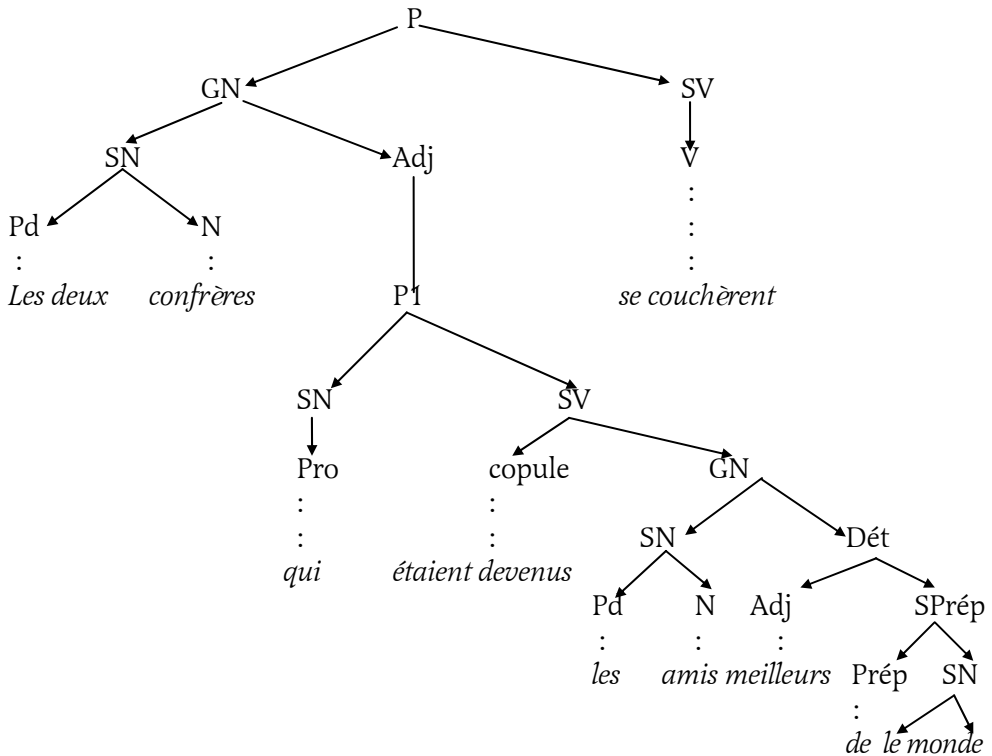 P
GN SV
SN Adj V
Pd N : 
: : :
Les deux confrères P1 se couchèrent
SN SV
Pro copule GN
: :
: : SN Dét
qui étaient devenus
Pd N Adj SPrép
: : :
les amis meilleurs Prép SN
:
de le monde